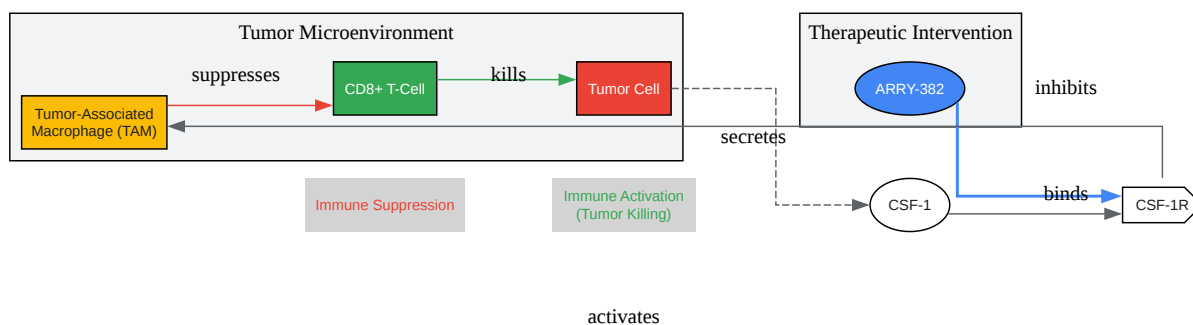 Tumor Microenvironment
Therapeutic Intervention
suppresses
kills
CD8+ T-Cell
Tumor Cell
ARRY-382
inhibits
Tumor-Associated
Macrophage (TAM)
secretes
Immune Suppression
Immune Activation
(Tumor Killing)
CSF-1
binds
CSF-1R
activates